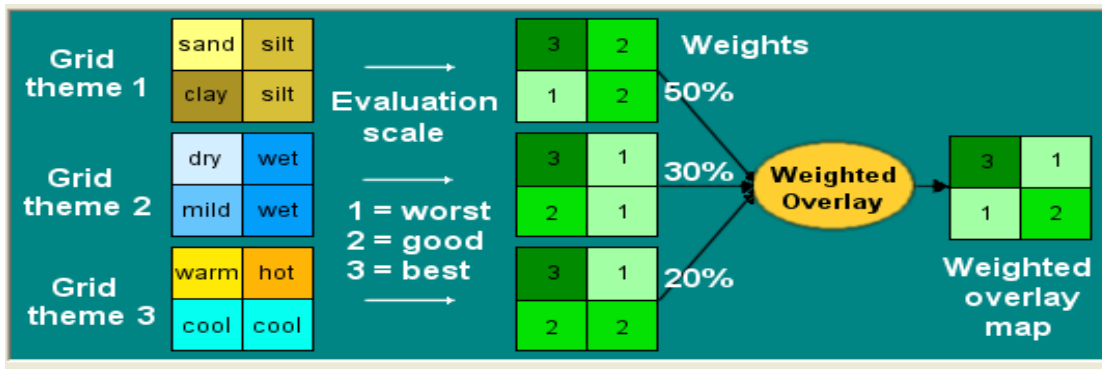 Grid
theme 1
sand silt
clay silt
Evaluation
scale
3 2
1 2
Weights
50%
Grid
theme 2
dry wet
mild wet
1 = worst
2 = good
3 = best
3 1
2 1
30%
Weighted
Overlay
3 1
1 2
Weighted
overlay
map
Grid
theme 3
warm hot
cool cool
3 1
2 2
20%